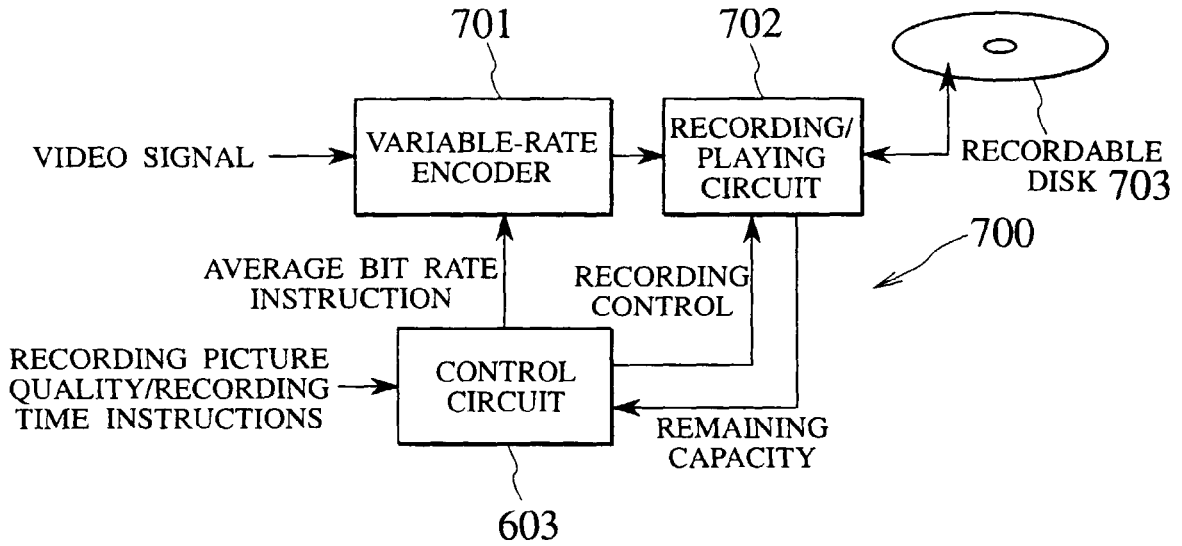 701
702
VIDEO SIGNAL
VARIABLE-RATE
ENCODER
RECORDING/
PLAYING
CIRCUIT
RECORDABLE
DISK 703
700
AVERAGE BIT RATE
INSTRUCTION
RECORDING
CONTROL
RECORDING PICTURE
QUALITY/RECORDING
TIME INSTRUCTIONS
CONTROL
CIRCUIT
REMAINING
CAPACITY
603